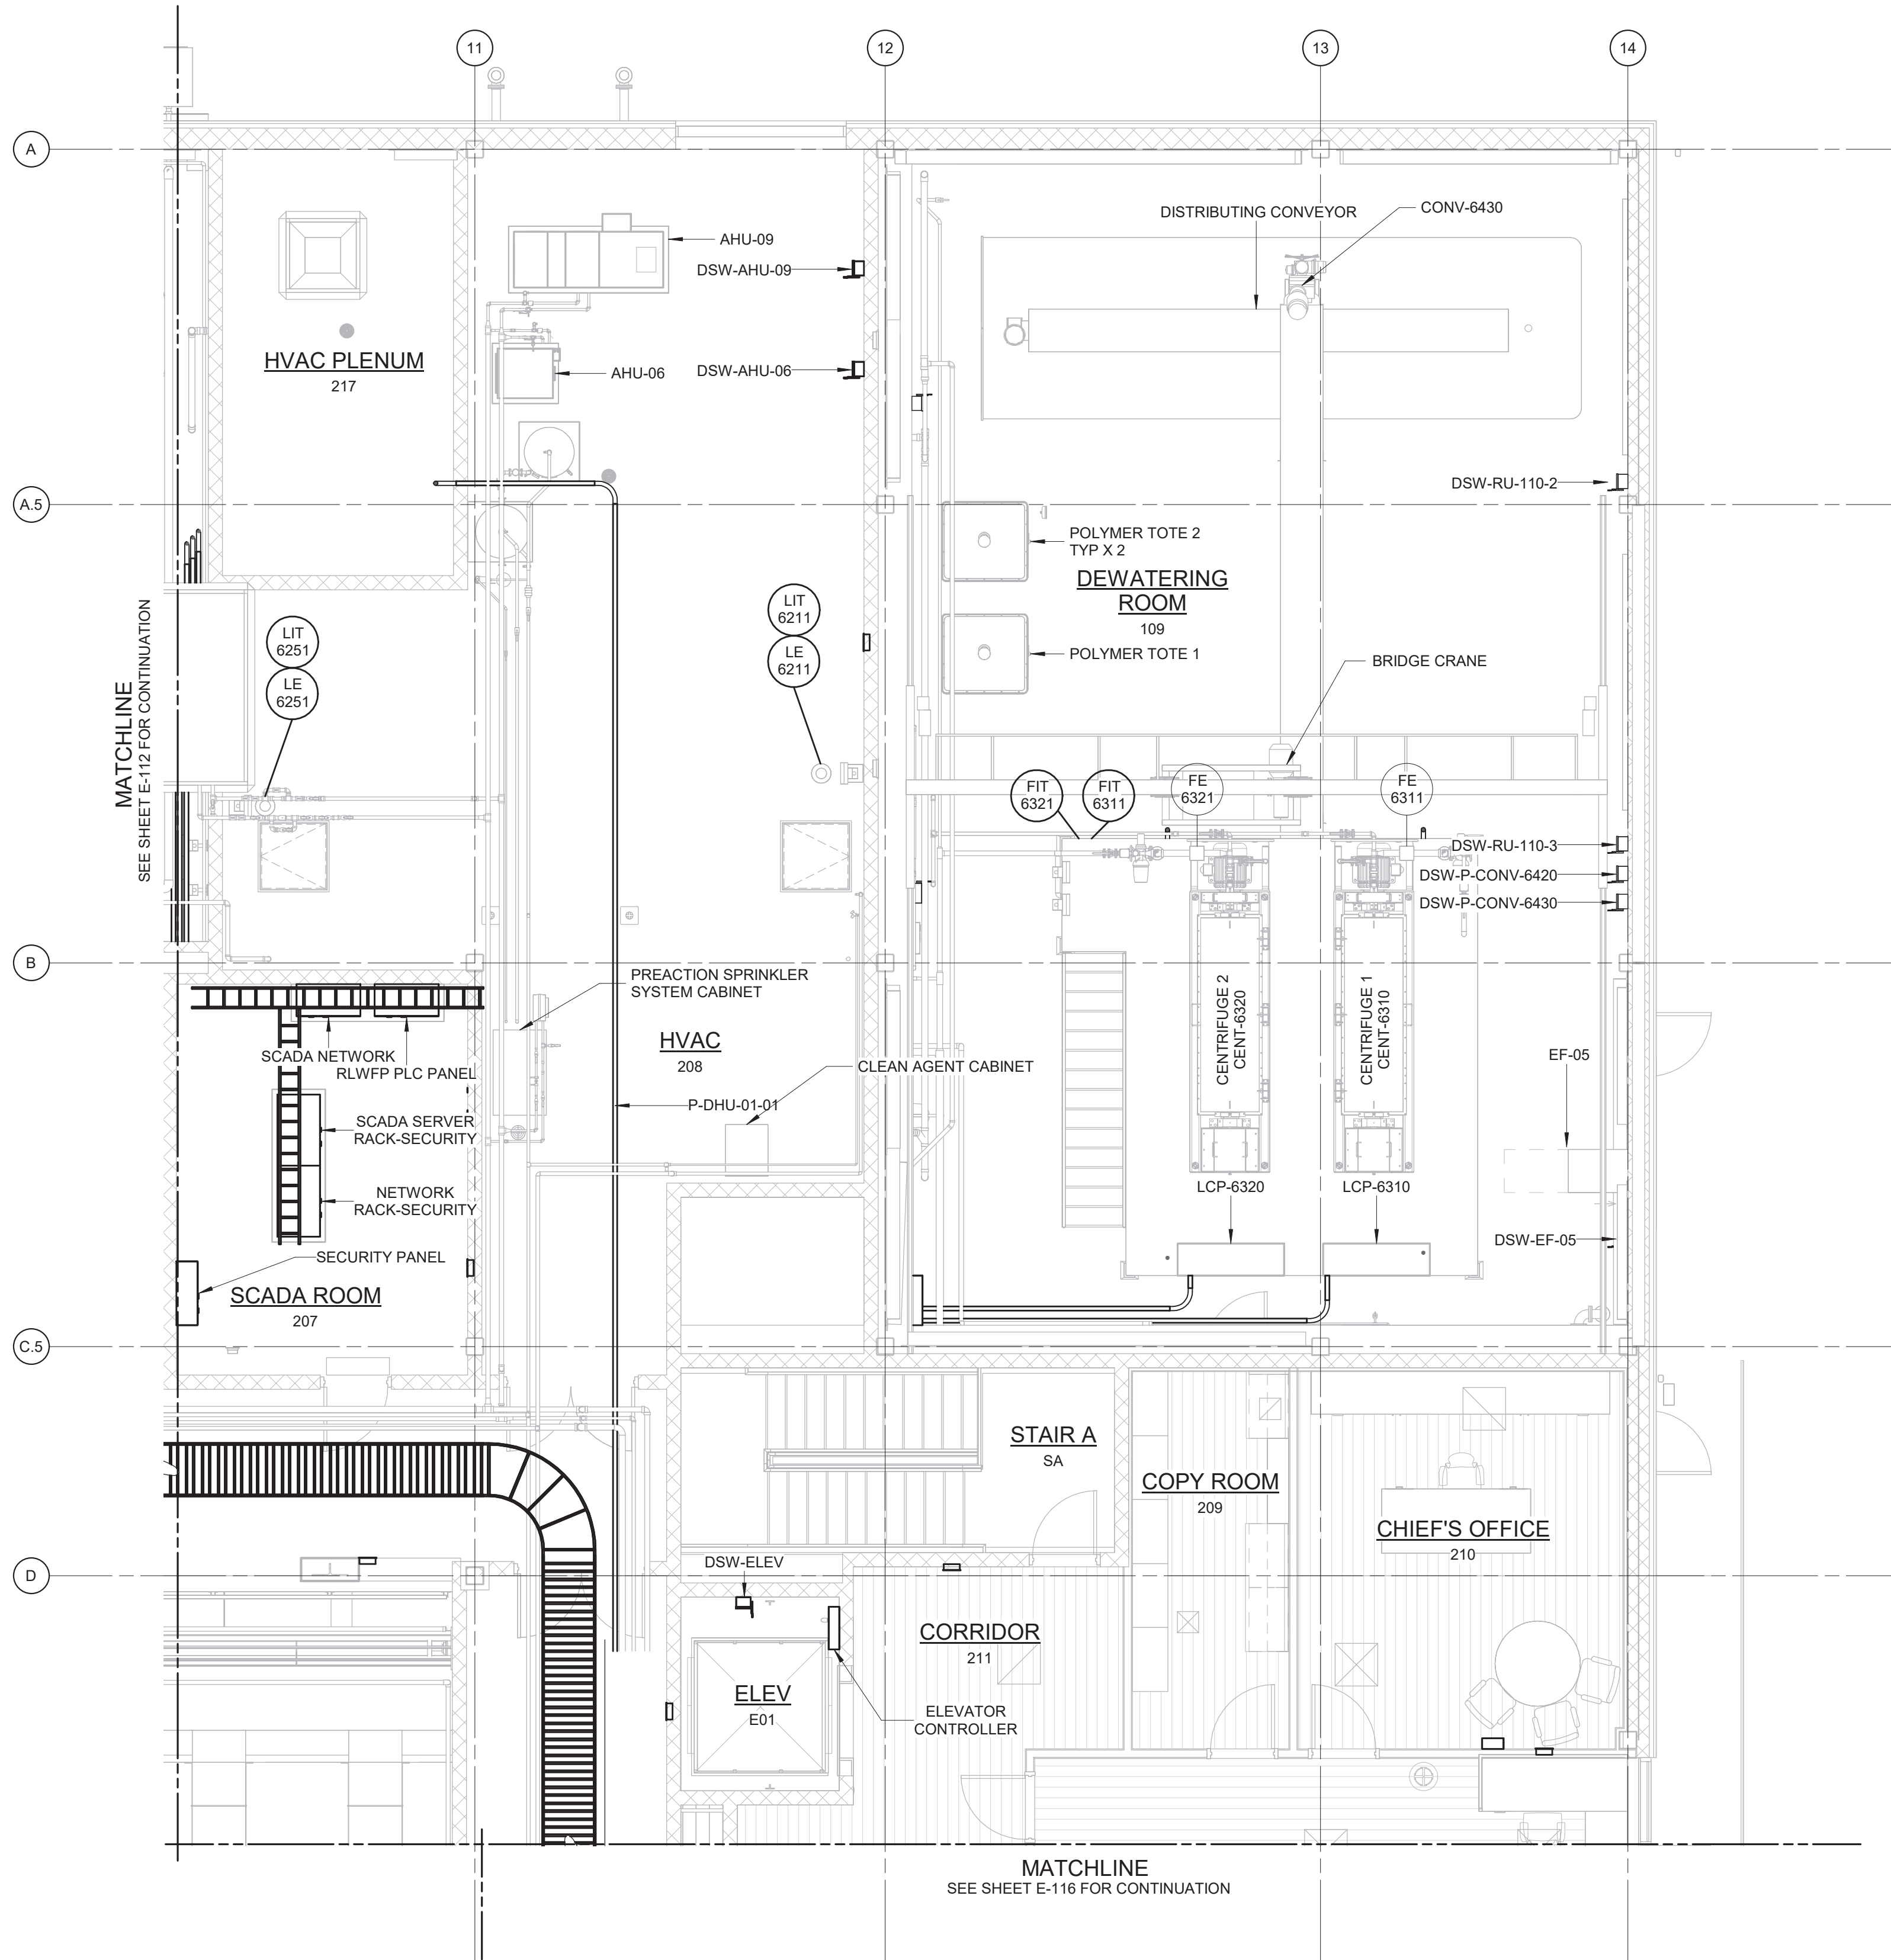 11
12
13
14
A
DISTRIBUTING CONVEYOR
CONV-6430
AHU-09
DSW-AHU-09
HVAC PLENUM
217
AHU-06
DSW-AHU-06
DSW-RU-110-2
A.5
POLYMER TOTE 2
TYP X 2
DEWATERING
ROOM
109
LIT
6211
LE
6211
LIT
6251
LE
6251
POLYMER TOTE 1
BRIDGE CRANE
MATCHLINE
SEE SHEET E-112 FOR CONTINUATION
FIT
6321
FIT
6311
FE
6321
FE
6311
DSW-RU-110-3
DSW-P-CONV-6420
DSW-P-CONV-6430
B
PREACTION SPRINKLER
SYSTEM CABINET
CENTRIFUGE 2
CENT-6320
CENTRIFUGE 1
CENT-6310
HVAC
208
SCADA NETWORK
RLWFP PLC PANEL
CLEAN AGENT CABINET
EF-05
P-DHU-01-01
SCADA SERVER
RACK-SECURITY
NETWORK
RACK-SECURITY
LCP-6320
LCP-6310
DSW-EF-05
SECURITY PANEL
SCADA ROOM
207
C.5
STAIR A
SA
COPY ROOM
209
CHIEF'S OFFICE
210
D
DSW-ELEV
CORRIDOR
211
ELEV
E01
ELEVATOR
CONTROLLER
MATCHLINE
SEE SHEET E-116 FOR CONTINUATION